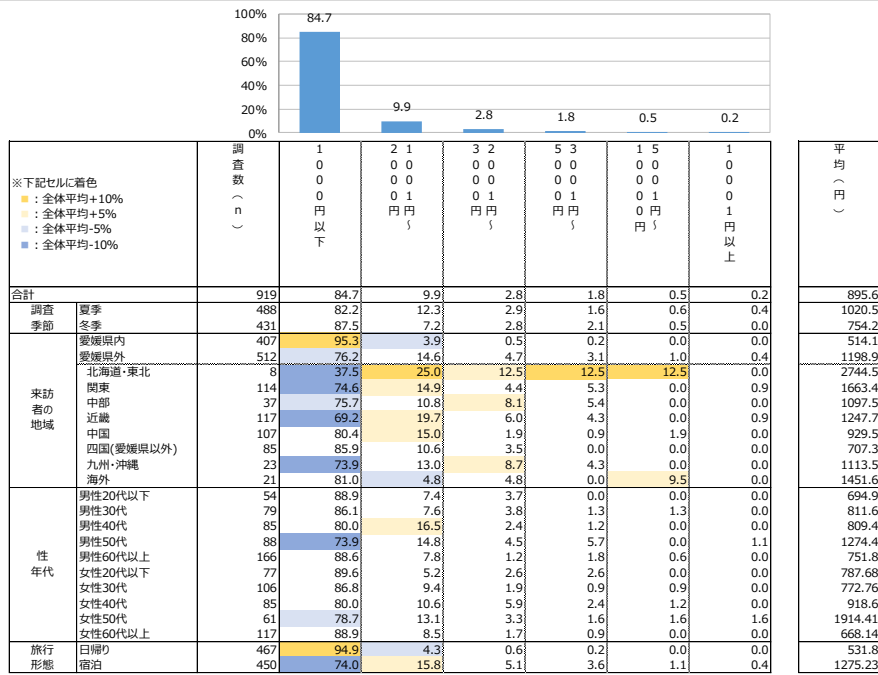 100%
80%
60%
40%
20%
0%
84.7
9.9
2.8
1.8
0.5
0.2
※下記セルに着色
■：全体平均+10%
■：全体平均+5%
■：全体平均-5%
■：全体平均-10%
調査数（n） 1000円以下 1001円～2000円 2001円～3000円 3001円～5000円 5001円～10000円 10001円以上 平均（円）
合計 919 84.7 9.9 2.8 1.8 0.5 0.2 895.6
調査季節
夏季 488 82.2 12.3 2.9 1.6 0.6 0.4 1020.5
冬季 431 87.5 7.2 2.8 2.1 0.5 0.0 754.2
来訪者の地域
愛媛県内 407 95.3 3.9 0.5 0.2 0.0 0.0 514.1
愛媛県外 512 76.2 14.6 4.7 3.1 1.0 0.4 1198.9
北海道・東北 8 37.5 25.0 12.5 12.5 12.5 0.0 2744.5
関東 114 74.6 14.9 4.4 5.3 0.0 0.9 1663.4
中部 37 75.7 10.8 8.1 5.4 0.0 0.0 1097.5
近畿 117 69.2 19.7 6.0 4.3 0.0 0.9 1247.7
中国 107 80.4 15.0 1.9 0.9 1.9 0.0 929.5
四国(愛媛県以外) 85 85.9 10.6 3.5 0.0 0.0 0.0 707.3
九州・沖縄 23 73.9 13.0 8.7 4.3 0.0 0.0 1113.5
海外 21 81.0 4.8 4.8 0.0 9.5 0.0 1451.6
性年代
男性20代以下 54 88.9 7.4 3.7 0.0 0.0 0.0 694.9
男性30代 79 86.1 7.6 3.8 1.3 1.3 0.0 811.6
男性40代 85 80.0 16.5 2.4 1.2 0.0 0.0 809.4
男性50代 88 73.9 14.8 4.5 5.7 0.0 1.1 1274.4
男性60代以上 166 88.6 7.8 1.2 1.8 0.6 0.0 751.8
女性20代以下 77 89.6 5.2 2.6 2.6 0.0 0.0 787.68
女性30代 106 86.8 9.4 1.9 0.9 0.9 0.0 772.76
女性40代 85 80.0 10.6 5.9 2.4 1.2 0.0 918.6
女性50代 61 78.7 13.1 3.3 1.6 1.6 1.6 1914.41
女性60代以上 117 88.9 8.5 1.7 0.9 0.0 0.0 668.14
旅行形態
日帰り 467 94.9 4.3 0.6 0.2 0.0 0.0 531.8
宿泊 450 74.0 15.8 5.1 3.6 1.1 0.4 1275.23